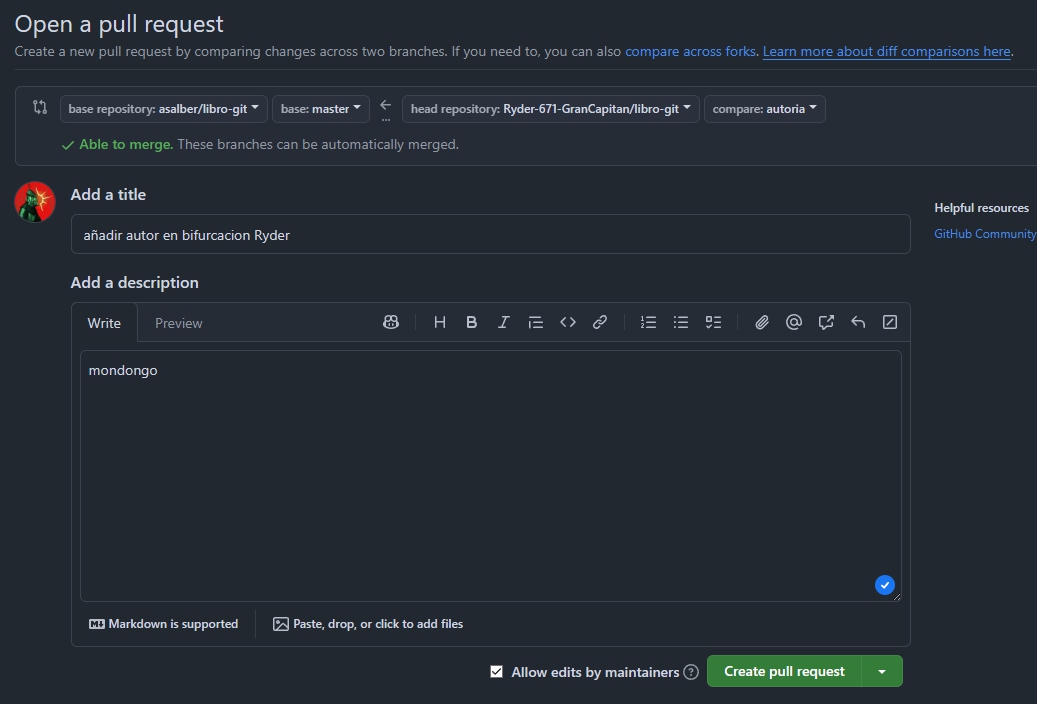 Open a pull request
Create a new pull request by comparing changes across two branches. If you need to, you can also compare across forks. Learn more about diff comparisons here.
base repository: asalber/libro-git base: master ... head repository: Ryder-671-GranCapitan/libro-git compare: autoria
Able to merge. These branches can be automatically merged.
Add a title
Helpful resources
añadir autor en bifurcacion Ryder
GitHub Community
Add a description
Write Preview
mondongo
Markdown is supported Paste, drop, or click to add files
Allow edits by maintainers Create pull request